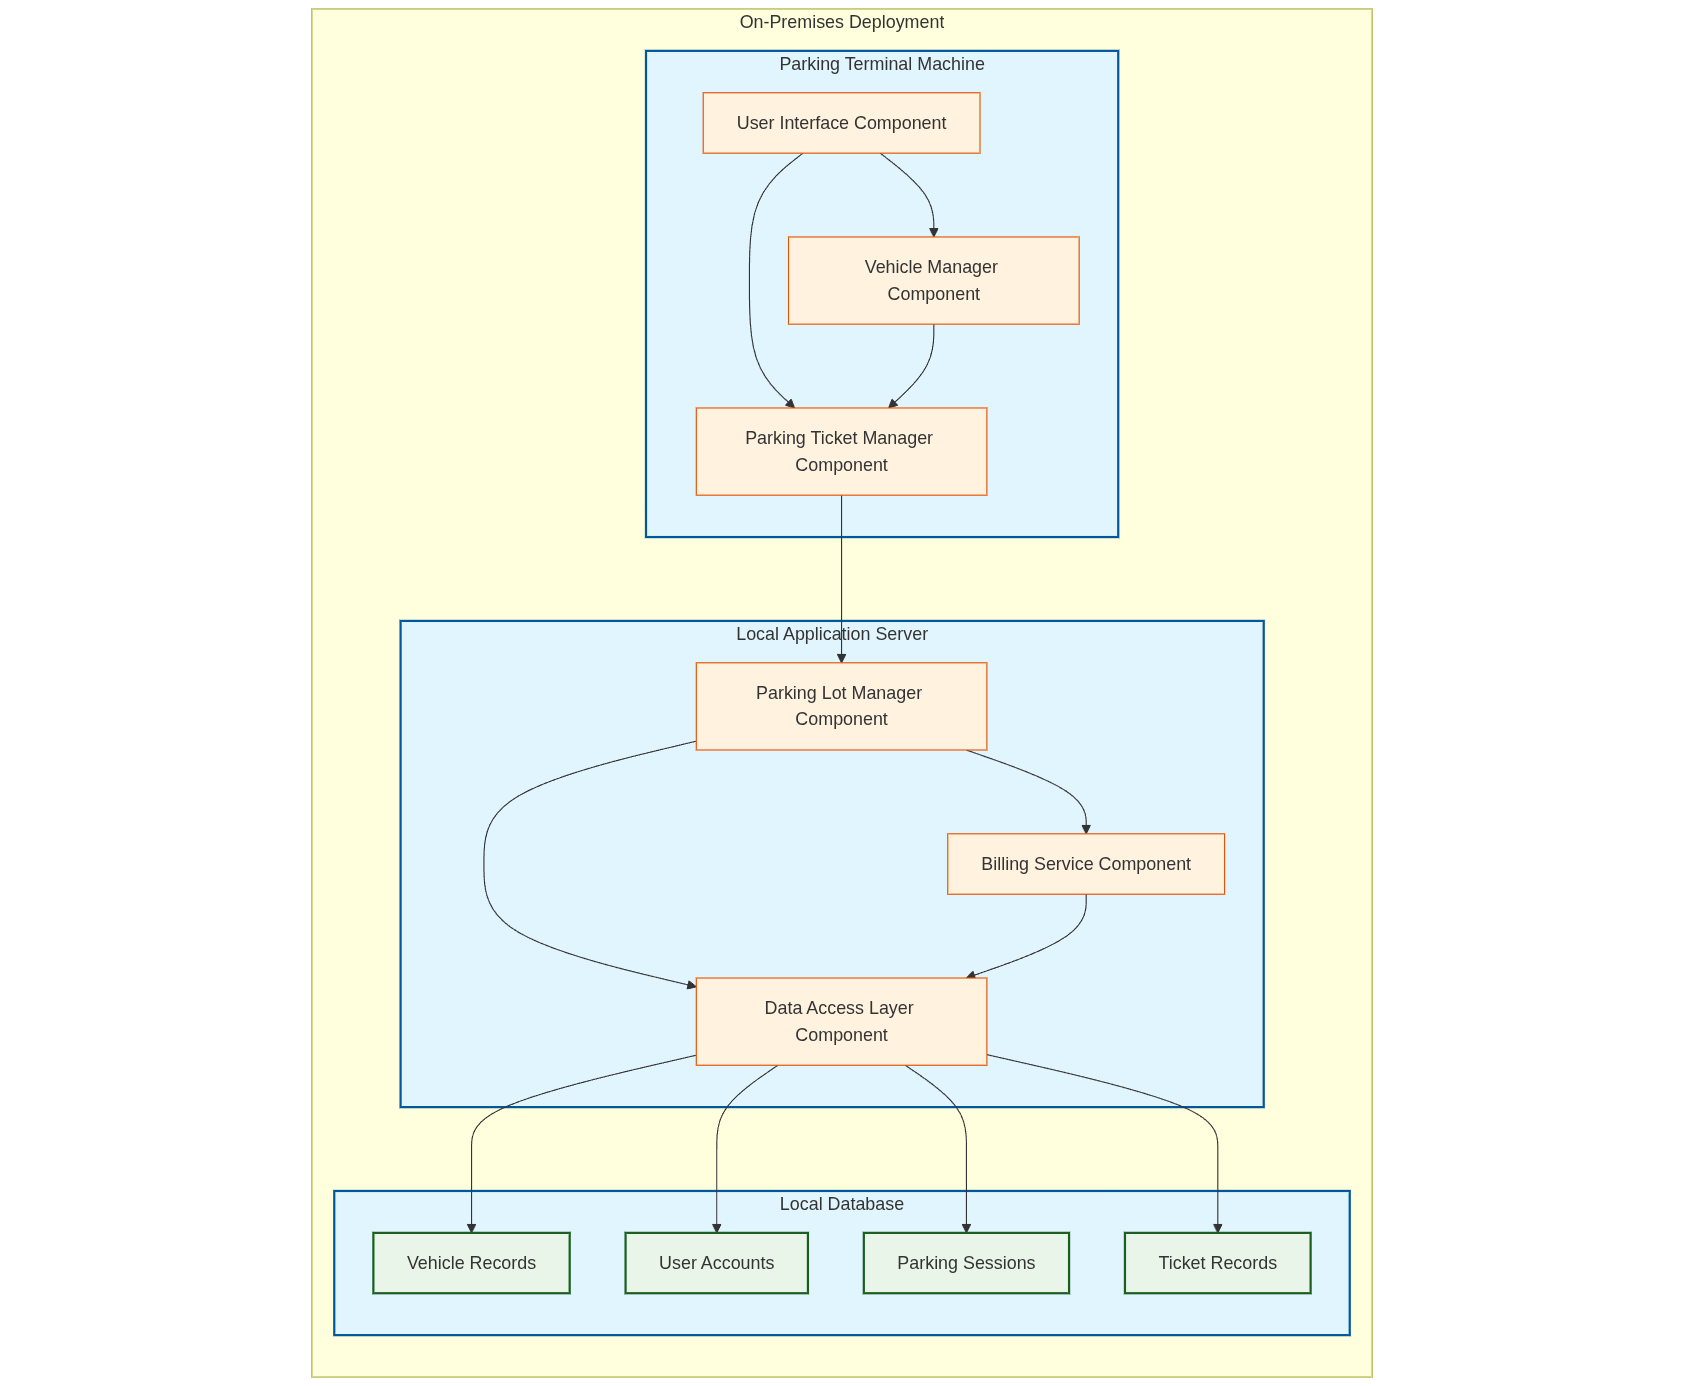 On-Premises Deployment
Parking Terminal Machine
User Interface Component
Vehicle Manager
Component
Parking Ticket Manager
Component
Local Application Server
Parking Lot Manager
Component
Billing Service Component
Data Access Layer
Component
Local Database
Vehicle Records
User Accounts
Parking Sessions
Ticket Records